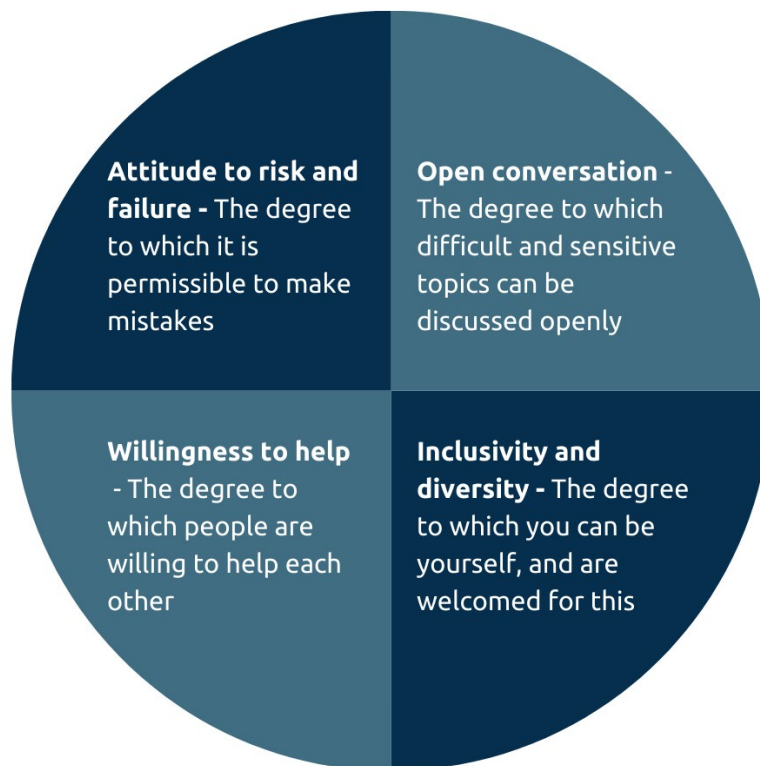 Attitude to risk and
failure - The degree
to which it is
permissible to make
mistakes
Open conversation -
The degree to which
difficult and sensitive
topics can be
discussed openly
Willingness to help
- The degree to
which people are
willing to help each
other
Inclusivity and
diversity - The degree
to which you can be
yourself, and are
welcomed for this